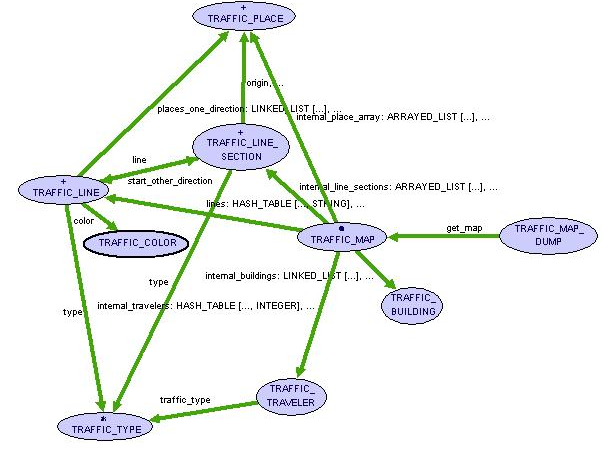 +
TRAFFIC_PLACE
origin, ...
places_one_direction: LINKED_LIST [...], ...
internal_place_array: ARRAYED_LIST [...], ...
+
TRAFFIC_LINE_
SECTION
line
start_other_direction
internal_line_sections: ARRAYED_LIST [...], ...
+
TRAFFIC_LINE
lines: HASH_TABLE [..., STRING], ...
color
TRAFFIC_COLOR
TRAFFIC_MAP
get_map
TRAFFIC_MAP_
DUMP
internal_buildings: LINKED_LIST [...], ...
type
TRAFFIC_
BUILDING
internal_travelers: HASH_TABLE [..., INTEGER], ...
type
TRAFFIC_
TRAVELER
traffic_type
*
TRAFFIC_TYPE